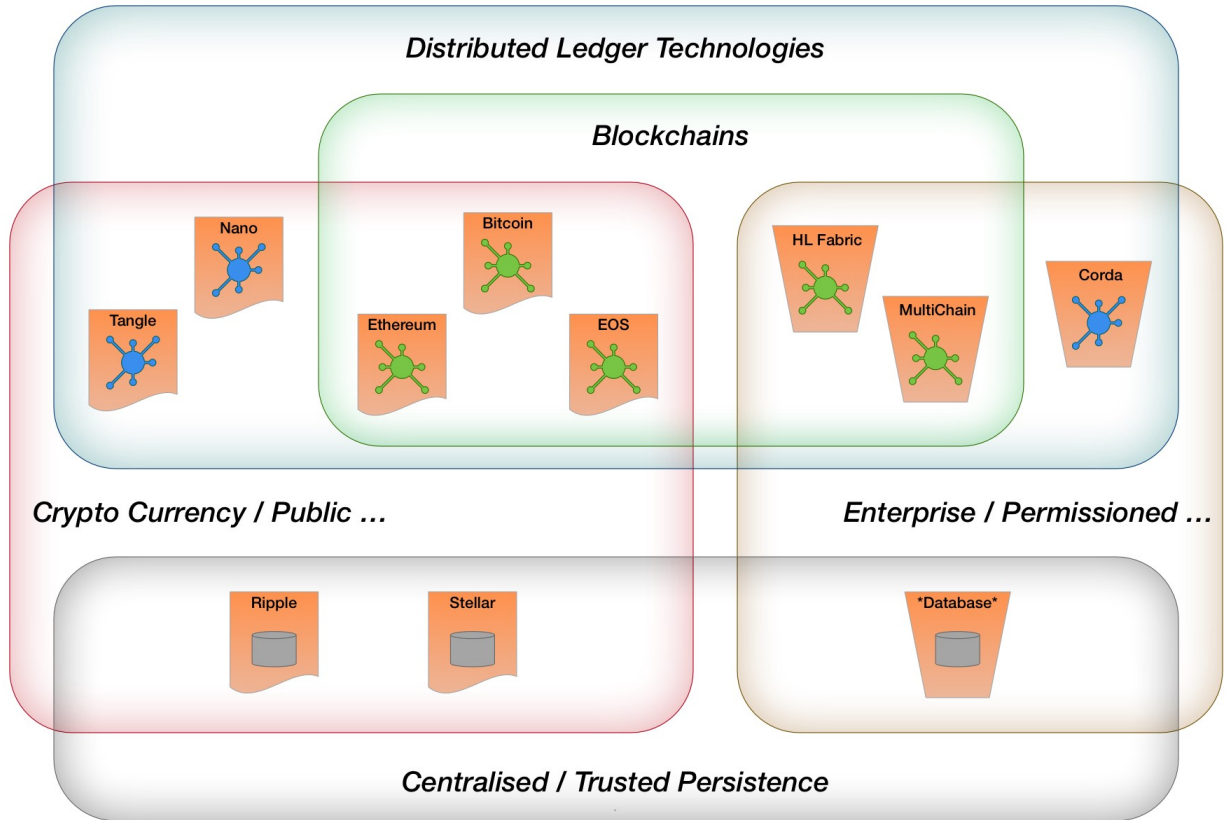 Distributed Ledger Technologies
Blockchains
Nano
Bitcoin
HL Fabric
Corda
Tangle
Ethereum
EOS
MultiChain
Crypto Currency / Public ...
Enterprise / Permissioned ...
Ripple
Stellar
*Database*
Centralised / Trusted Persistence